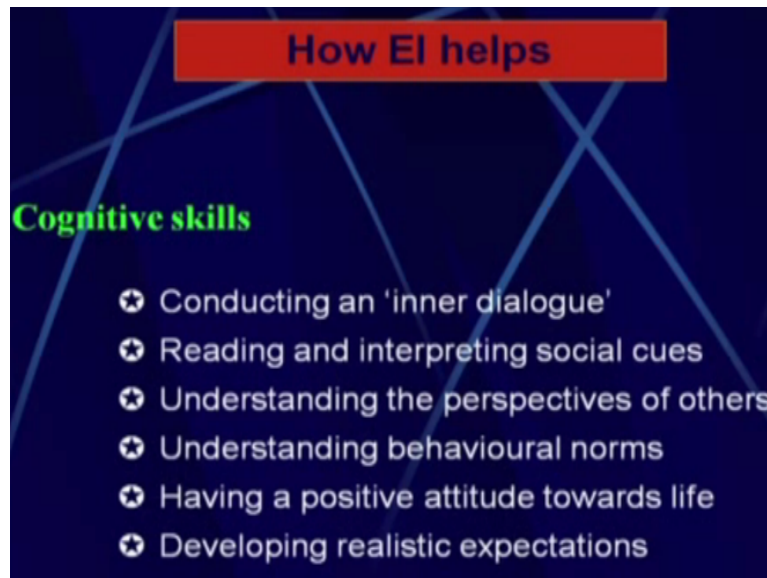 How EI helps
Cognitive skills
✪ Conducting an ‘inner dialogue’
✪ Reading and interpreting social cues
✪ Understanding the perspectives of others
✪ Understanding behavioural norms
✪ Having a positive attitude towards life
✪ Developing realistic expectations